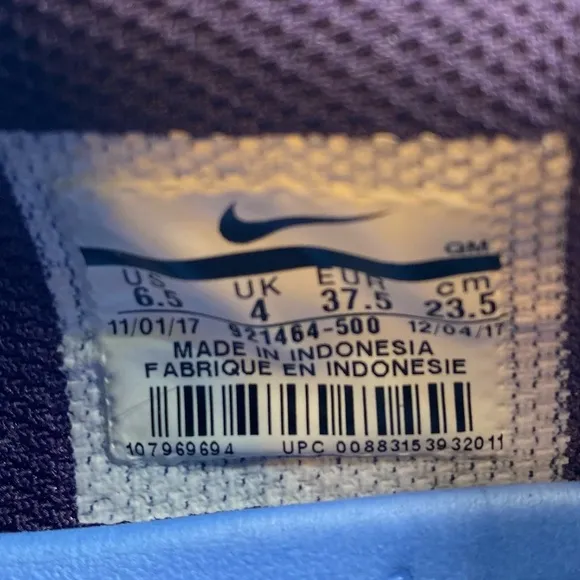 QM
US UK EUR cm
6.5 4 37.5 23.5
11/01/17 921464-500 12/04/17
MADE IN INDONESIA
FABRIQUE EN INDONESIE
107969694 UPC 00883153932011